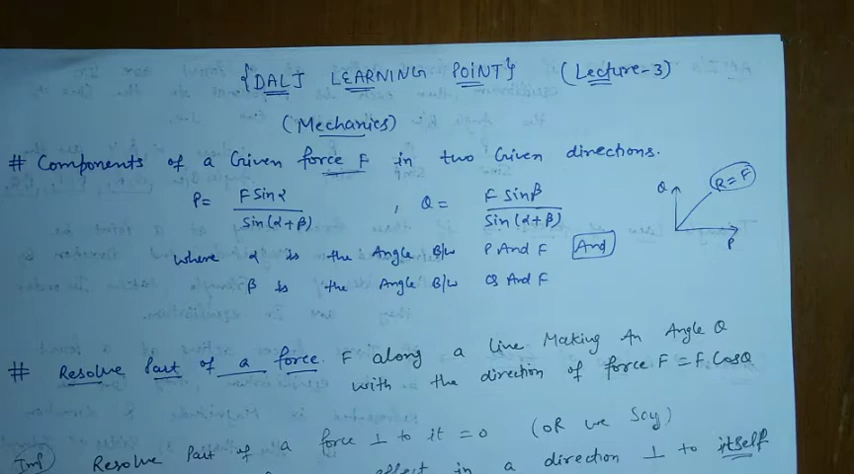 {DALJ LEARNING POINT} (Lecture-3)
(Mechanics)
# Components of a Given force F in two Given directions.
P = F Sin α / Sin (α+β) , Q = F Sin β / Sin (α+β)
Q R = F P
where α is the Angle B/w P And F And
β is the Angle B/w Q And F
# Resolve Part of a force F along a line Making An Angle θ
with the direction of force F = F Cosθ
Imp Resolve Part of a force ⊥ to it = 0 (OR we Say)
effect in a direction ⊥ to itself